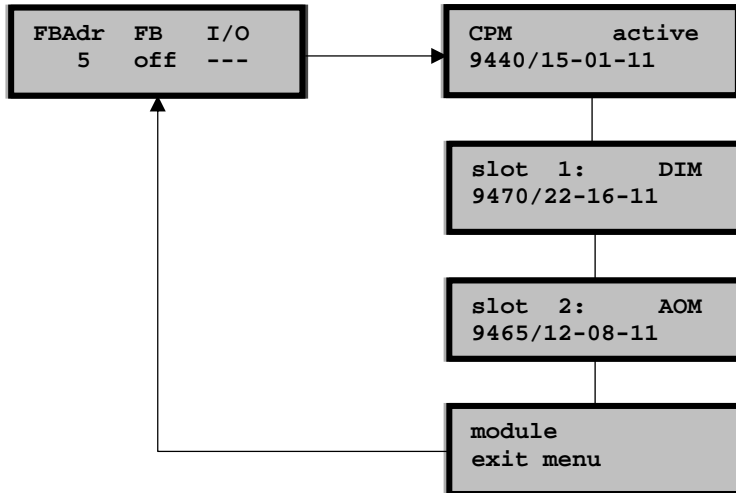 FBAdr FB I/O
5 off ---
CPM active
9440/15-01-11
slot 1: DIM
9470/22-16-11
slot 2: AOM
9465/12-08-11
module
exit menu